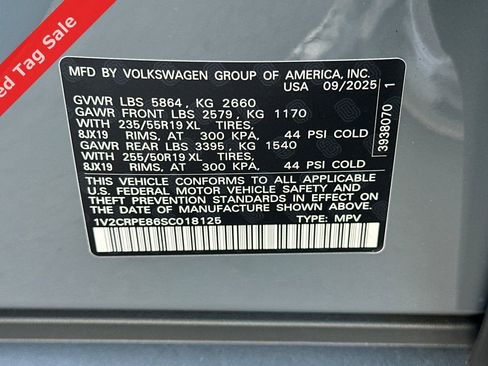 ed Tag Sale
MFD BY VOLKSWAGEN GROUP OF AMERICA, INC.
USA 09/2025
GVWR LBS 5864, KG 2660
GAWR FRONT LBS 2579, KG 1170
WITH 235/55R19 XL TIRES,
8JX19 RIMS, AT 300 KPA, 44 PSI COLD
GAWR REAR LBS 3395, KG 1540
WITH 255/50R19 XL TIRES,
8JX19 RIMS, AT 300 KPA, 44 PSI COLD
THIS VEHICLE CONFORMS TO ALL APPLICABLE
U.S. FEDERAL MOTOR VEHICLE SAFETY AND
THEFT PREVENTION STANDARDS IN EFFECT ON
THE DATE OF MANUFACTURE SHOWN ABOVE
1V2CRPE86SC018125 TYPE: MPV
3938070 1